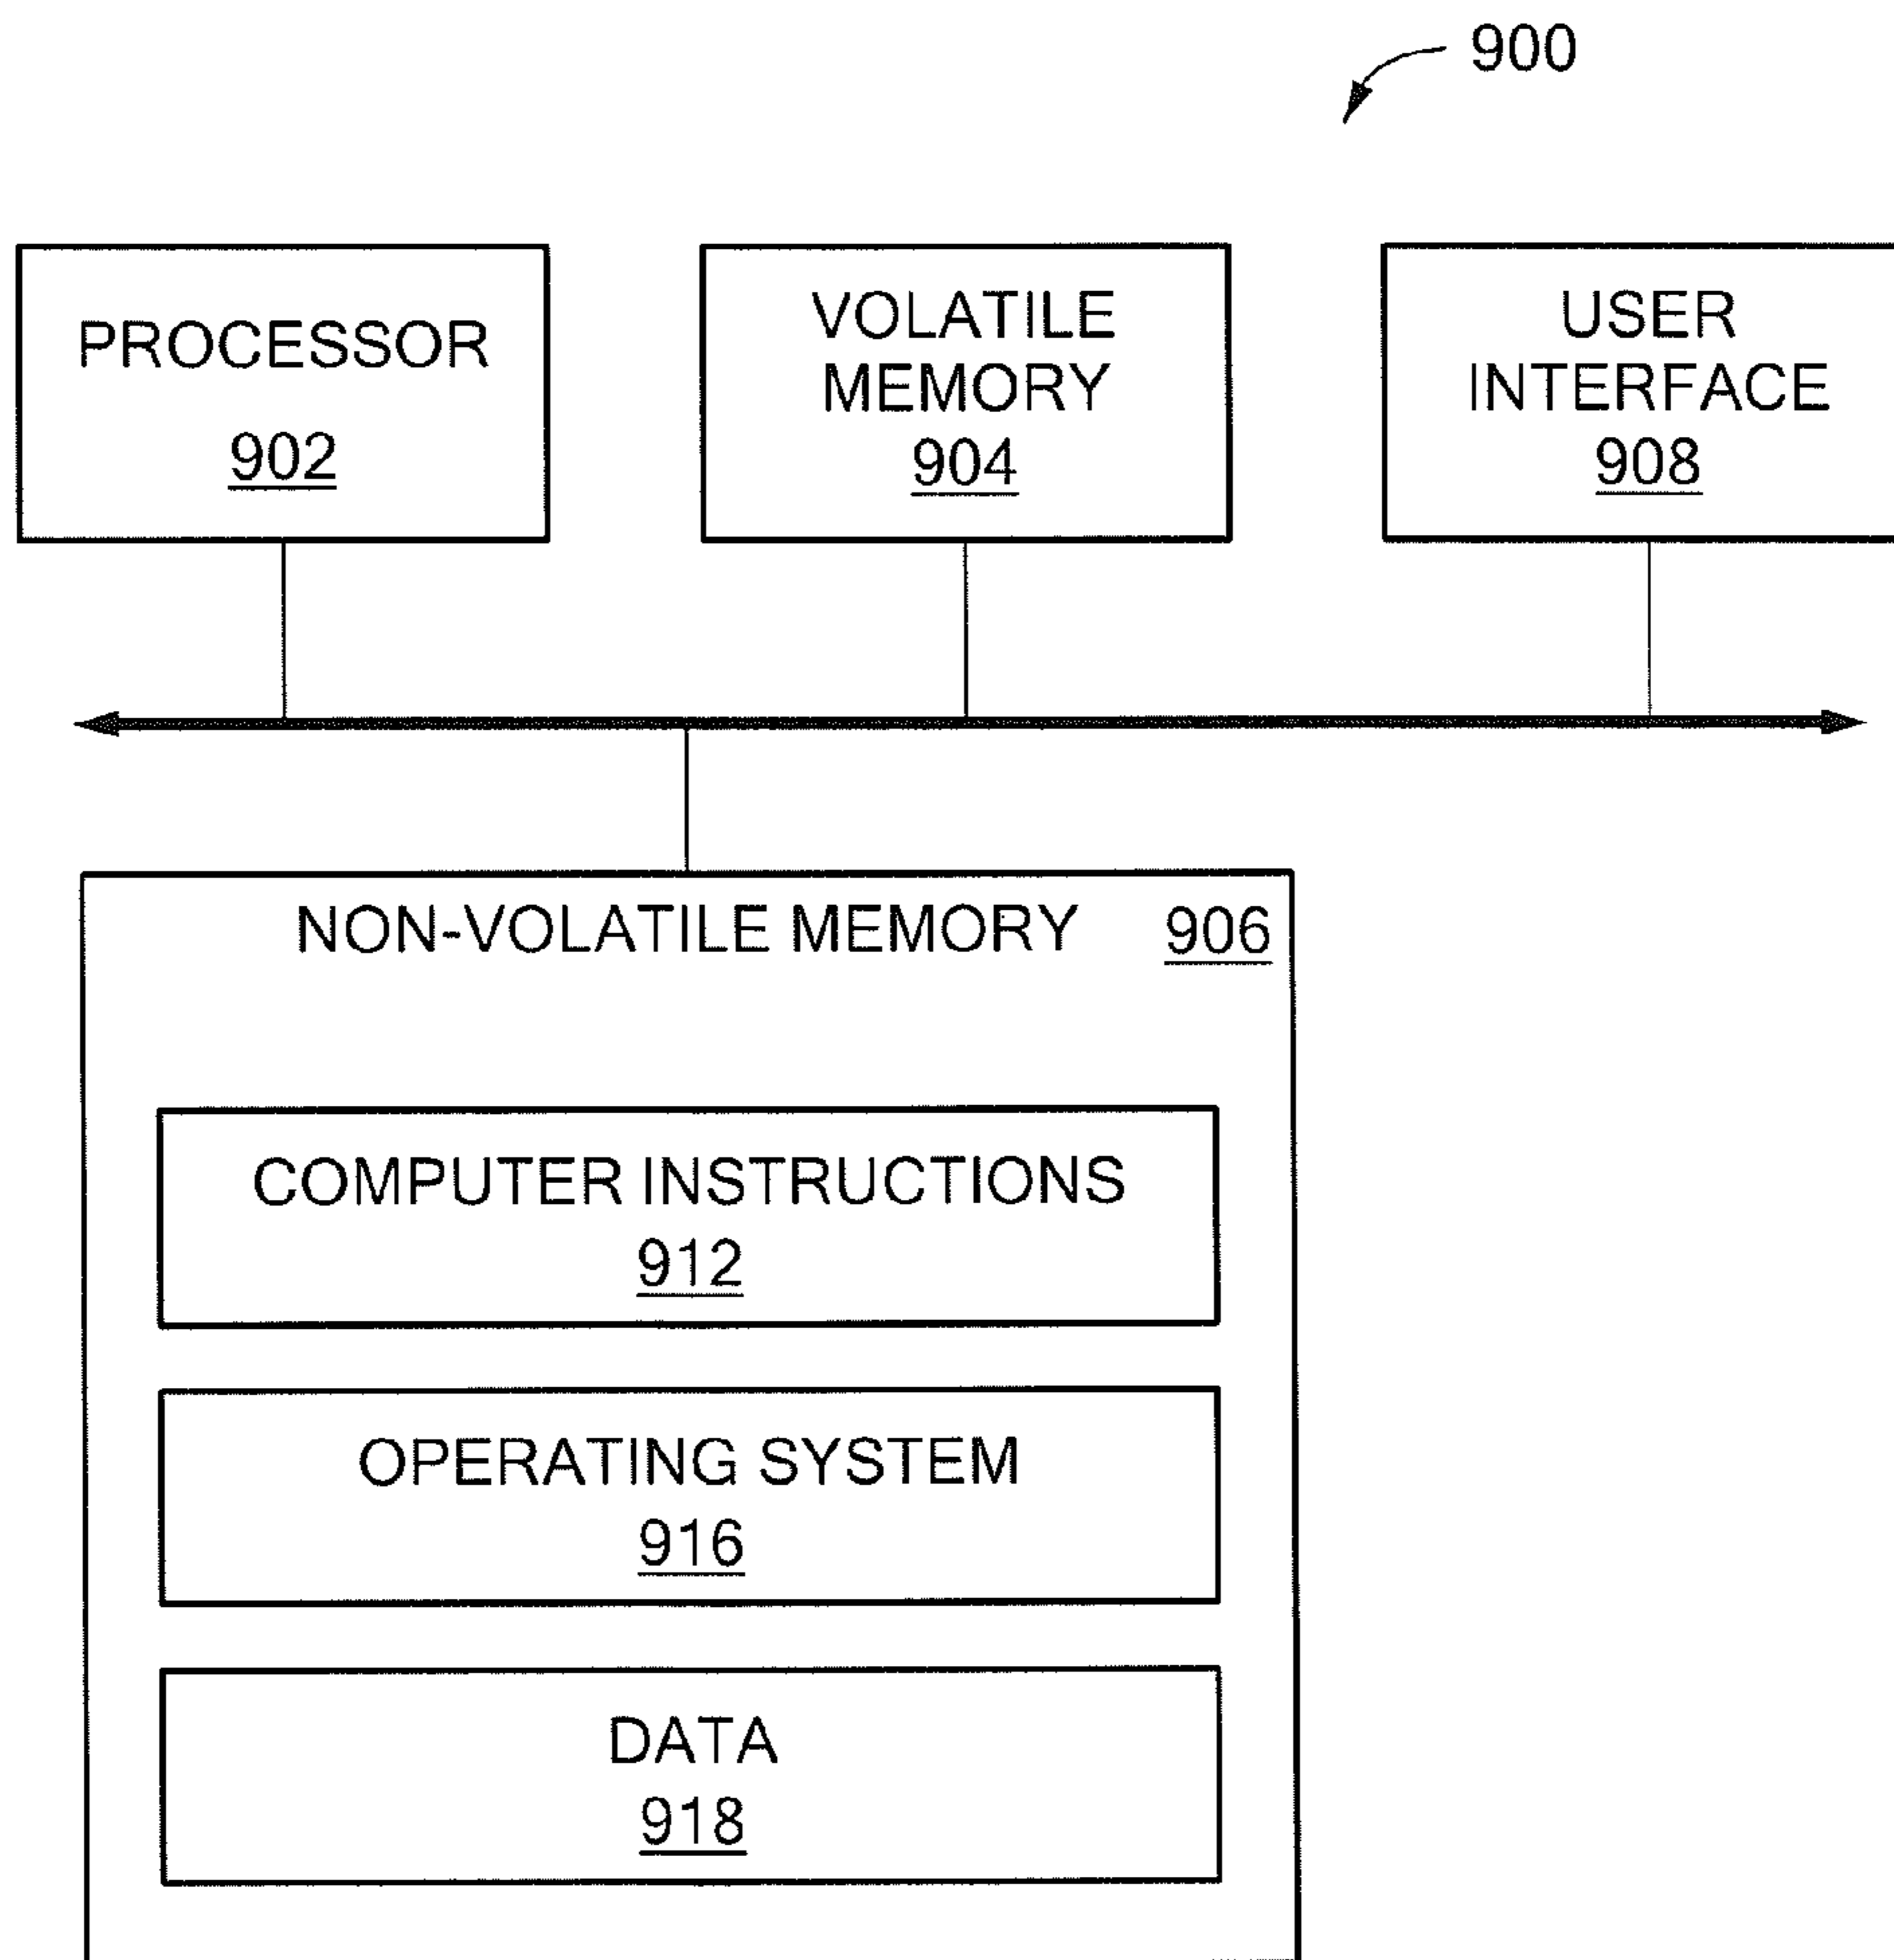 900
PROCESSOR
902
VOLATILE
MEMORY
904
USER
INTERFACE
908
NON-VOLATILE MEMORY 906
COMPUTER INSTRUCTIONS
912
OPERATING SYSTEM
916
DATA
918